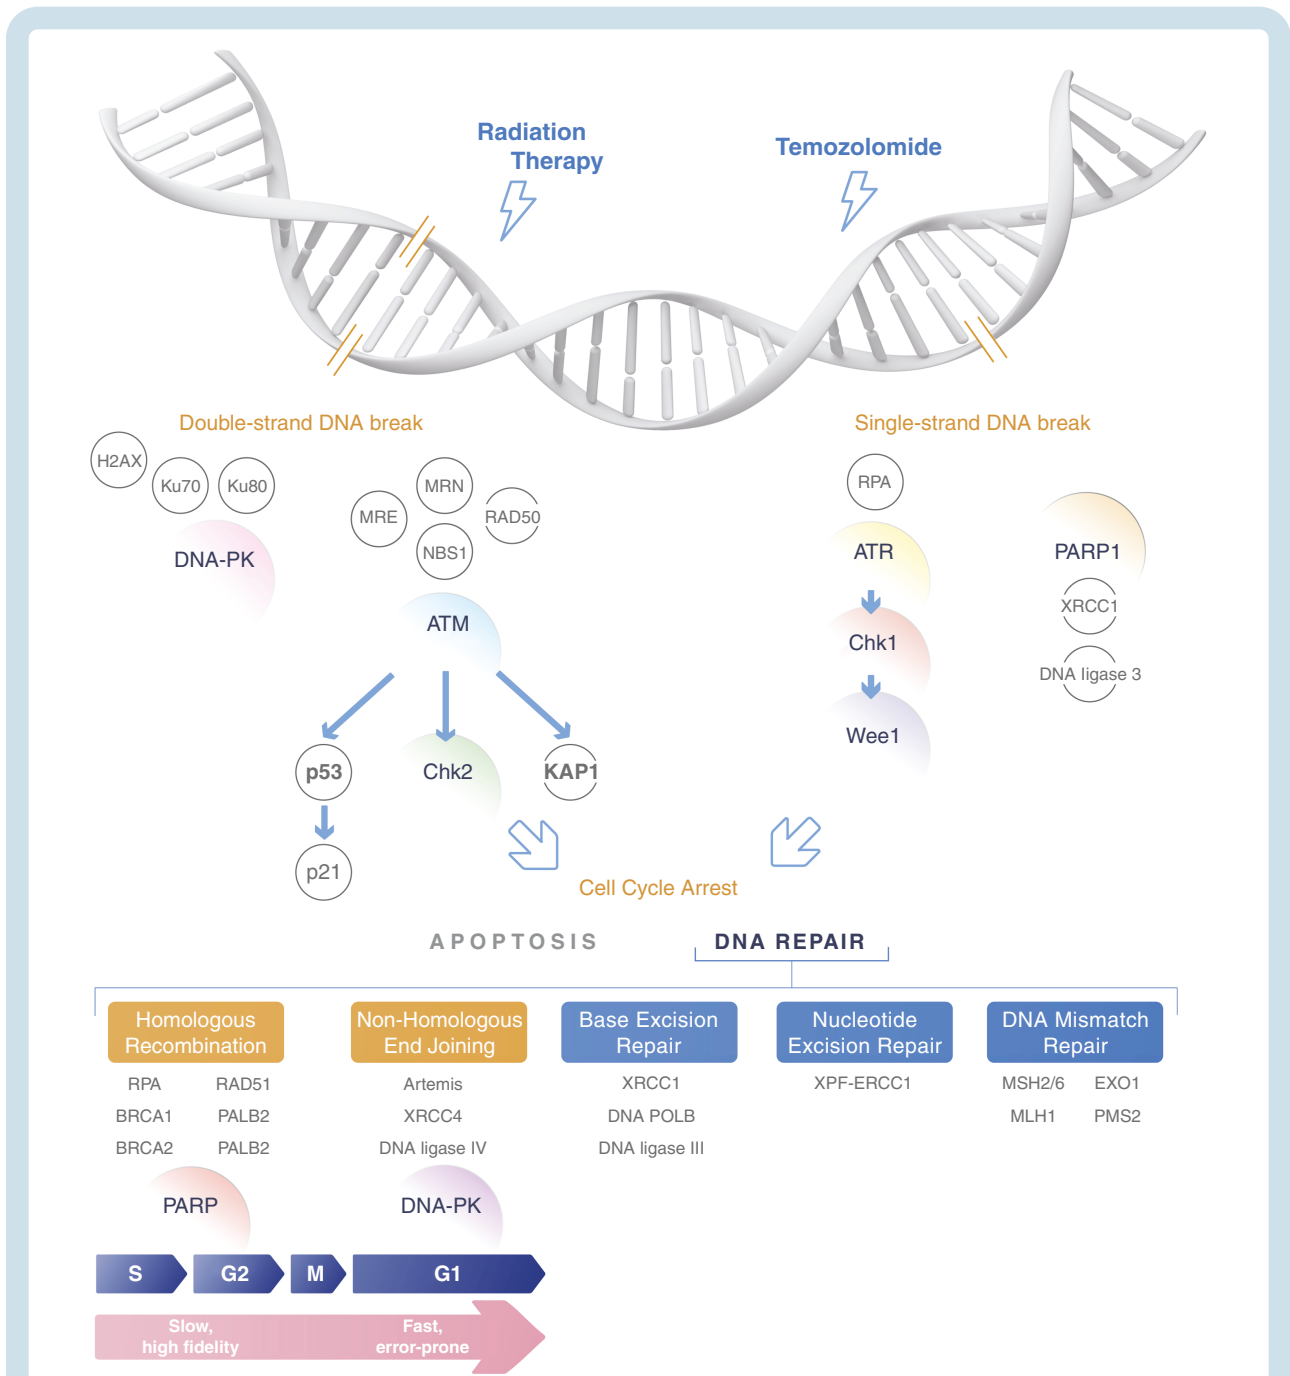 Radiation
Therapy
Temozolomide
Double-strand DNA break
Single-strand DNA break
H2AX
Ku70
Ku80
DNA-PK
MRN
MRE
RAD50
NBS1
ATM
p53
Chk2
KAP1
p21
RPA
ATR
Chk1
Wee1
PARP1
XRCC1
DNA ligase 3
Cell Cycle Arrest
APOPTOSIS
DNA REPAIR
Homologous
Recombination
RPA RAD51
BRCA1 PALB2
BRCA2 PALB2
PARP
Non-Homologous
End Joining
Artemis
XRCC4
DNA ligase IV
DNA-PK
Base Excision
Repair
XRCC1
DNA POLB
DNA ligase III
Nucleotide
Excision Repair
XPF-ERCC1
DNA Mismatch
Repair
MSH2/6 EXO1
MLH1 PMS2
S G2 M G1
Slow,
high fidelity
Fast,
error-prone